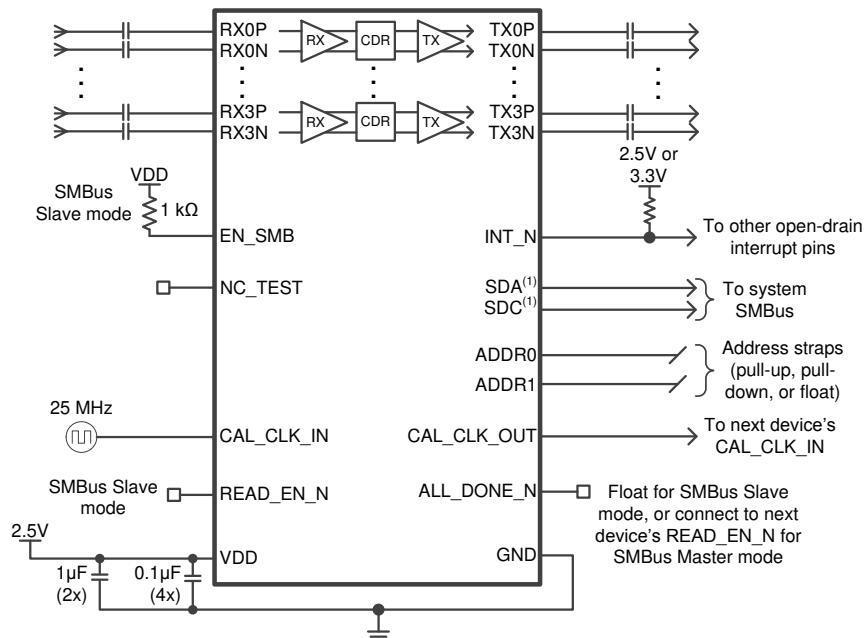 RX0P
RX0N
RX
CDR
TX
TX0P
TX0N
RX3P
RX3N
RX
CDR
TX
TX3P
TX3N
SMBus
Slave mode
VDD
1 kΩ
EN_SMB
2.5V or
3.3V
INT_N
To other open-drain
interrupt pins
NC_TEST
SDA(1)
SDC(1)
To system
SMBus
ADDR0
ADDR1
Address straps
(pull-up, pull-
down, or float)
25 MHz
CAL_CLK_IN
CAL_CLK_OUT
To next device's
CAL_CLK_IN
SMBus Slave
mode
READ_EN_N
ALL_DONE_N
Float for SMBus Slave
mode, or connect to next
device's READ_EN_N for
SMBus Master mode
2.5V
VDD
GND
1μF
(2x)
0.1μF
(4x)